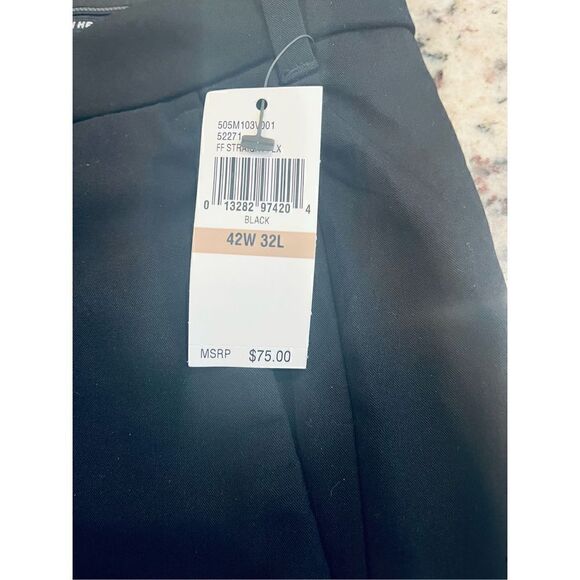 505M103V001
52271
FF STRAIGHT FLX
0 13282 97420 4
BLACK
42W 32L
MSRP $75.00